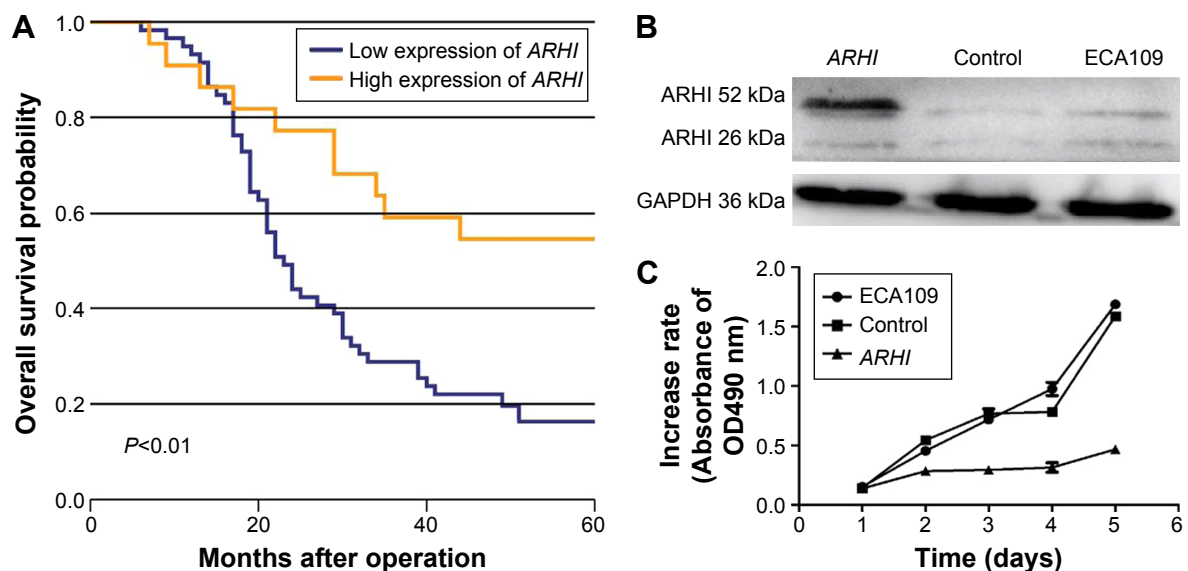 A
Overall survival probability
1.0
0.8
0.6
0.4
0.2
0.0
Low expression of ARHI
High expression of ARHI
P<0.01
0 20 40 60
Months after operation
B
ARHI Control ECA109
ARHI 52 kDa
ARHI 26 kDa
GAPDH 36 kDa
C
Increase rate
(Absorbance of
OD490 nm)
2.0
1.5
1.0
0.5
0.0
ECA109
Control
ARHI
0 1 2 3 4 5 6
Time (days)